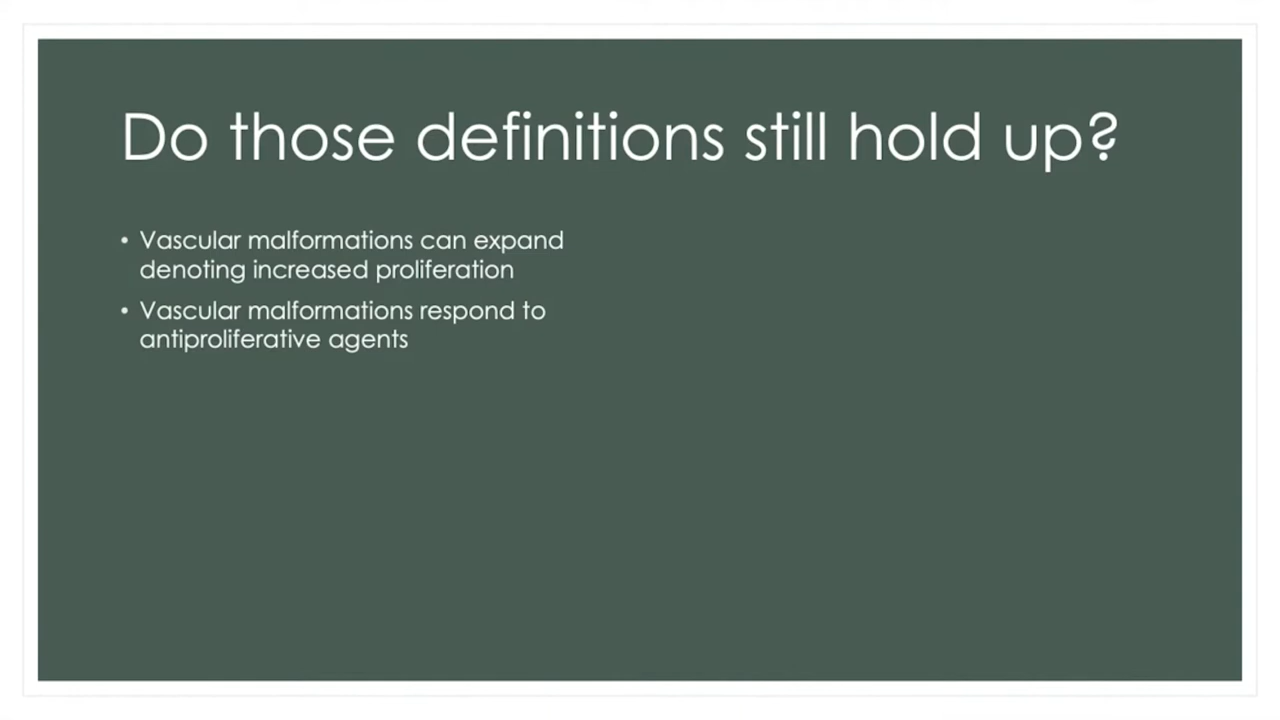 Do those definitions still hold up?
• Vascular malformations can expand
denoting increased proliferation
• Vascular malformations respond to
antiproliferative agents